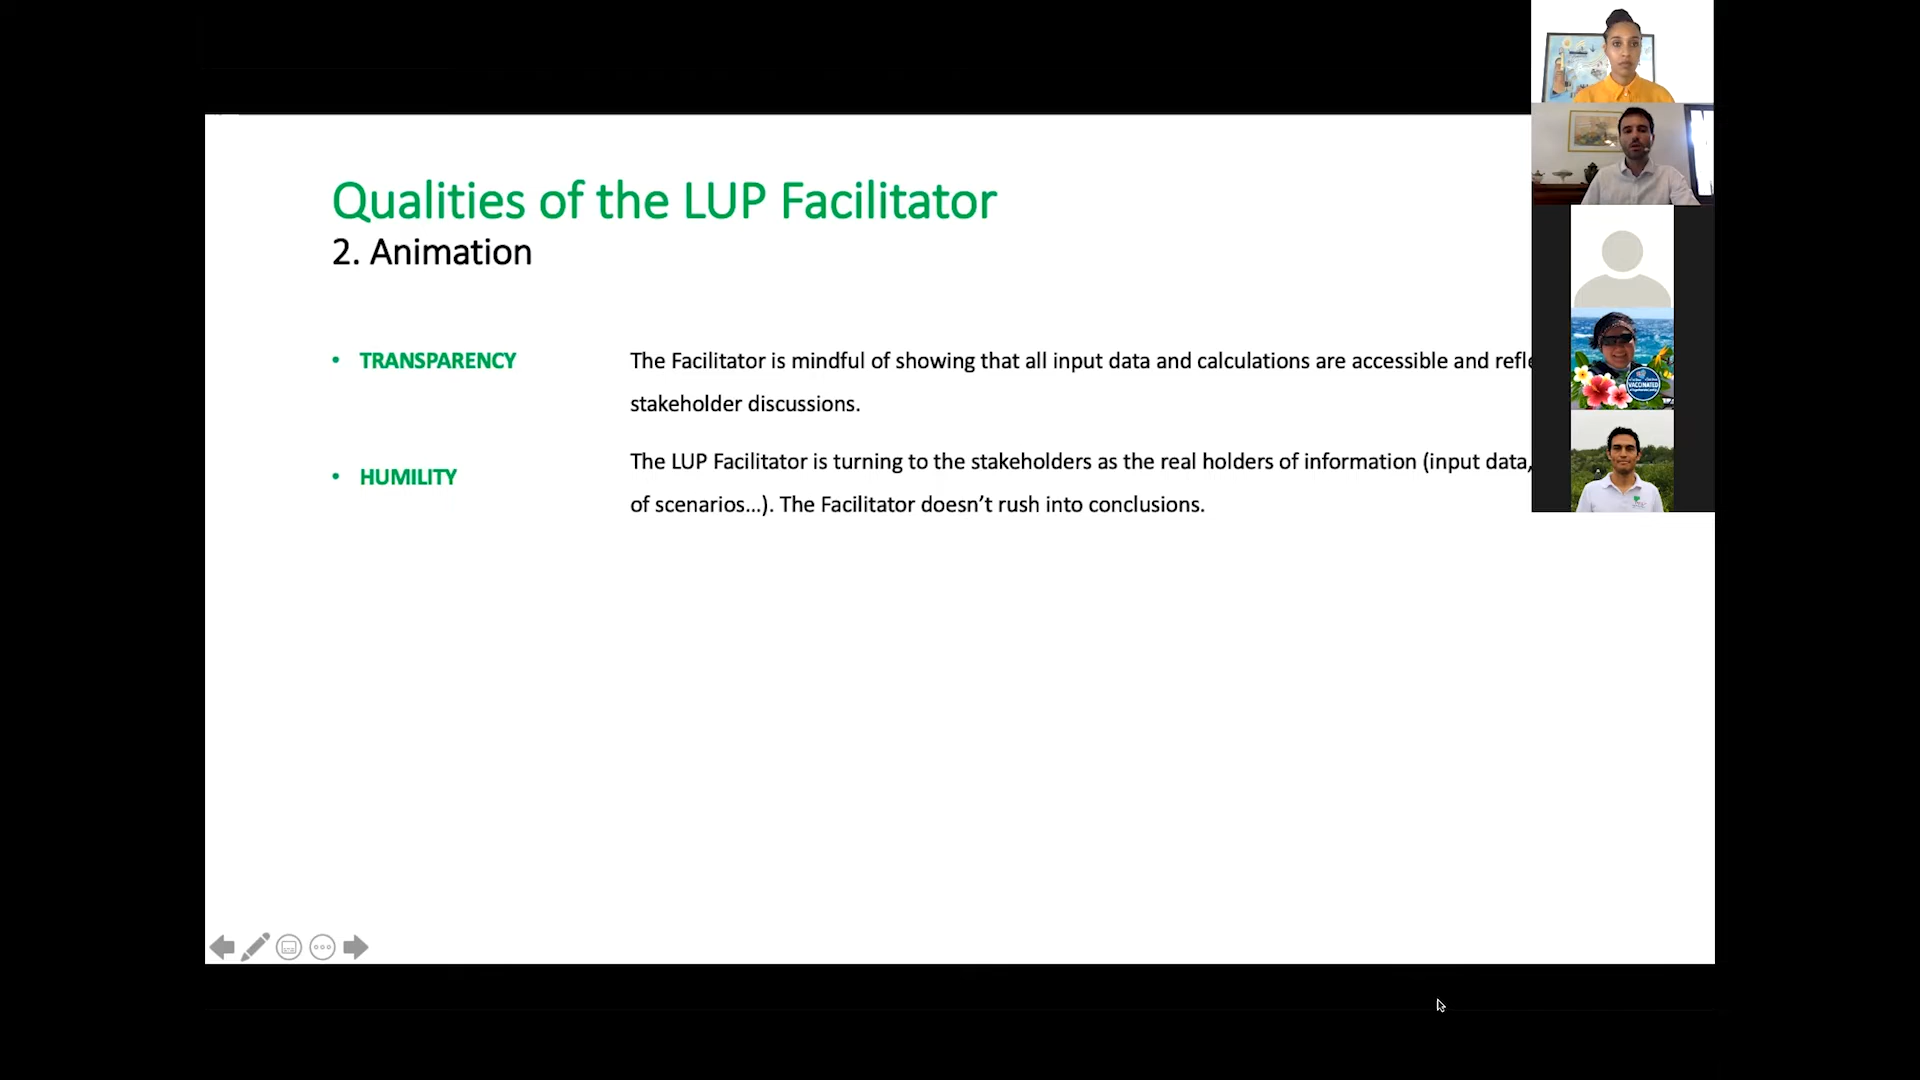 Qualities of the LUP Facilitator
2. Animation
• TRANSPARENCY
The Facilitator is mindful of showing that all input data and calculations are accessible and
stakeholder discussions.
• HUMILITY
The LUP Facilitator is turning to the stakeholders as the real holders of information (input data,
of scenarios...). The Facilitator doesn't rush into conclusions.
VACCINATED